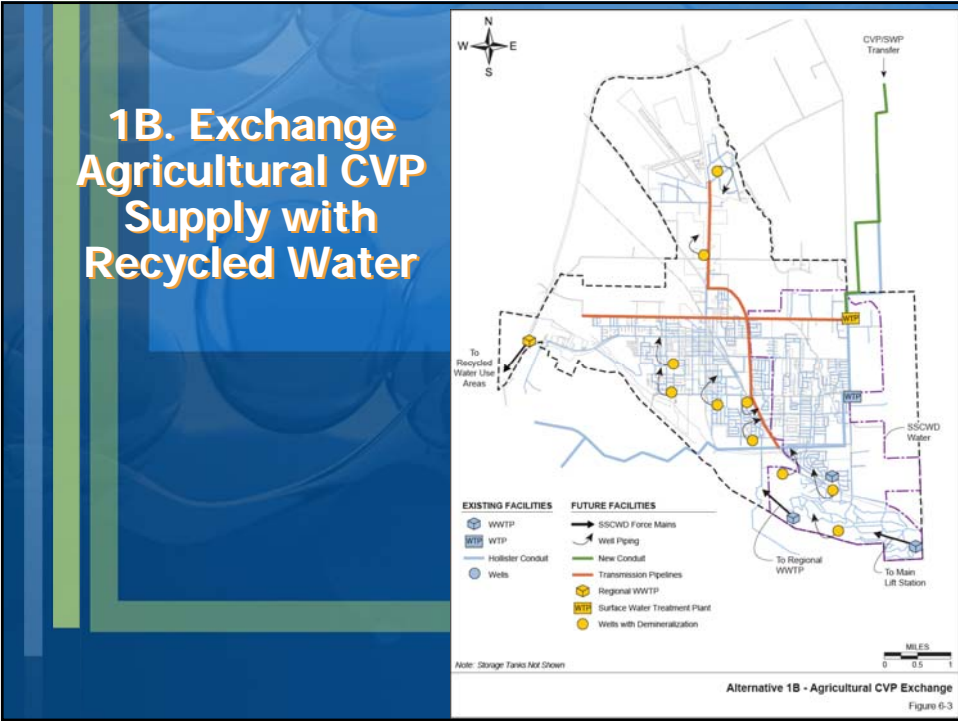 1B. Exchange
Agricultural CVP
Supply with
Recycled Water
N
W
E
S
CVP/SWP
Transfer
WTP
To
Recycled
Water Use
Areas
WTP
SSCWD
Water
EXISTING FACILITIES
WWTP
WTP
WTP
Hollister Conduit
Wells
FUTURE FACILITIES
SSCWD Force Mains
Well Piping
New Conduit
Transmission Pipelines
Regional WWTP
WTP
Surface Water Treatment Plant
Wells with Demineralization
To Regional
WWTP
To Main
Lift Station
MILES
0 0.5 1
Note: Storage Tanks Not Shown
Alternative 1B - Agricultural CVP Exchange
Figure 6-3